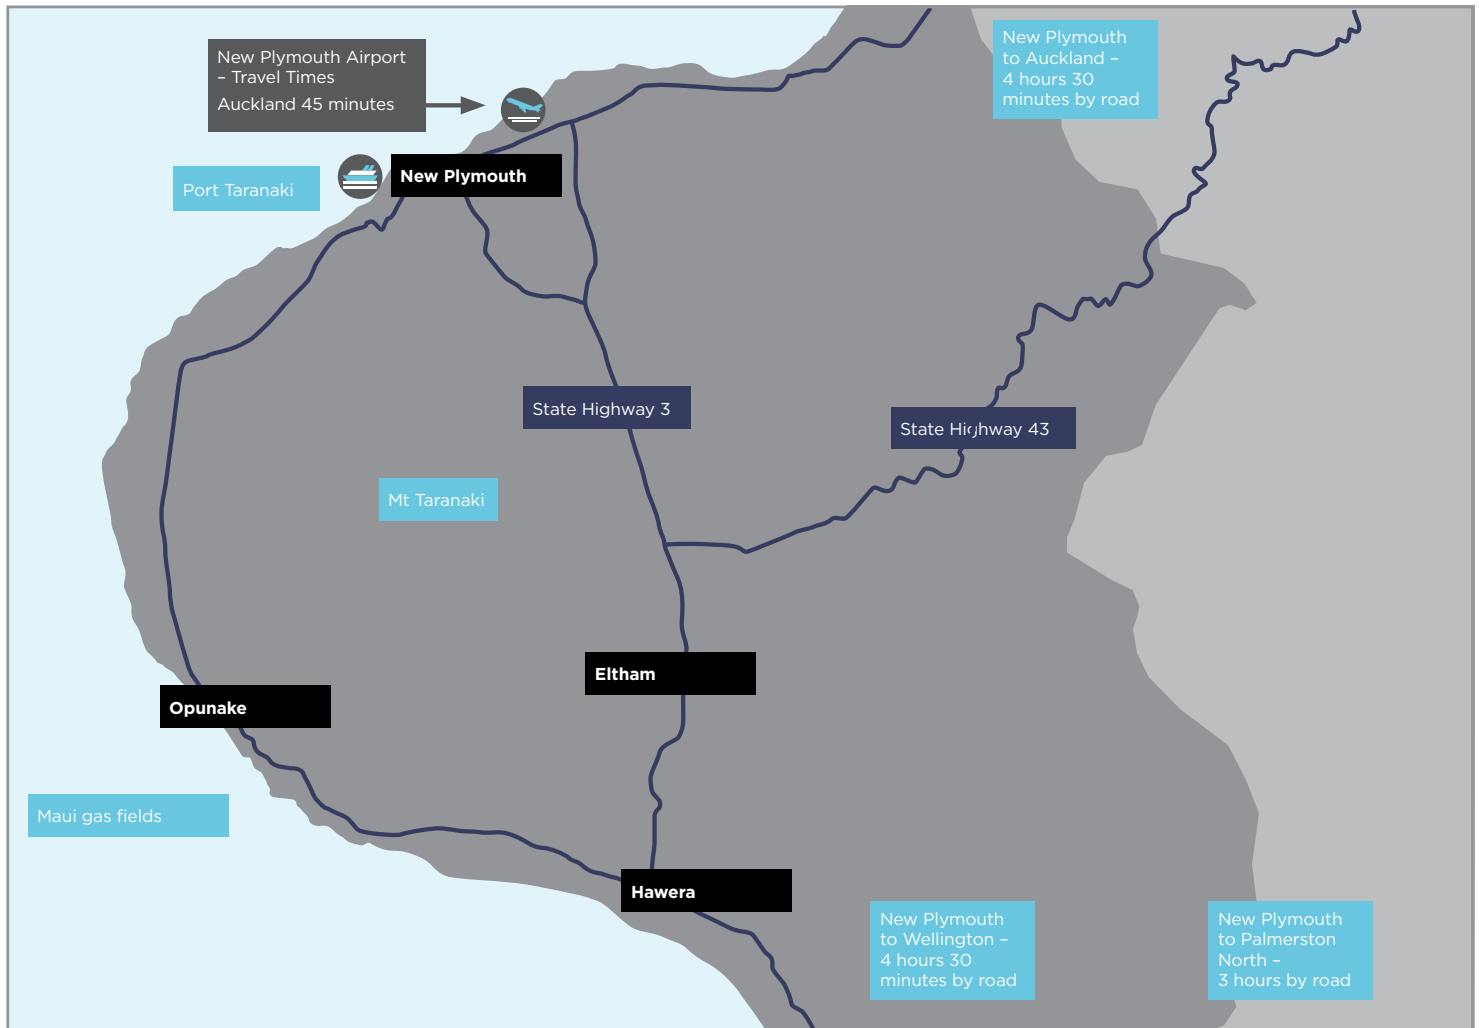 New Plymouth Airport
– Travel Times
Auckland 45 minutes
New Plymouth
to Auckland –
4 hours 30
minutes by road
Port Taranaki
New Plymouth
State Highway 3
State Highway 43
Mt Taranaki
Eltham
Opunake
Maui gas fields
Hawera
New Plymouth
to Wellington –
4 hours 30
minutes by road
New Plymouth
to Palmerston
North –
3 hours by road